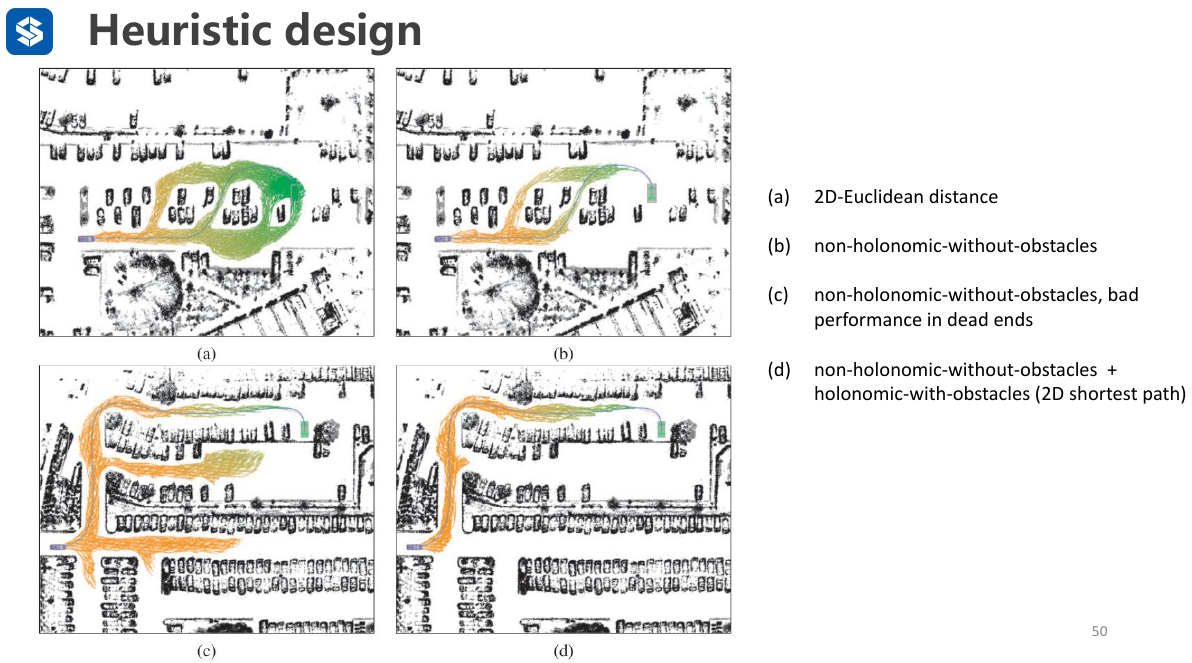 Heuristic design
(a) 2D-Euclidean distance
(b) non-holonomic-without-obstacles
(c) non-holonomic-without-obstacles, bad
performance in dead ends
(d) non-holonomic-without-obstacles +
holonomic-with-obstacles (2D shortest path)
(a)
(b)
(c)
(d)
50